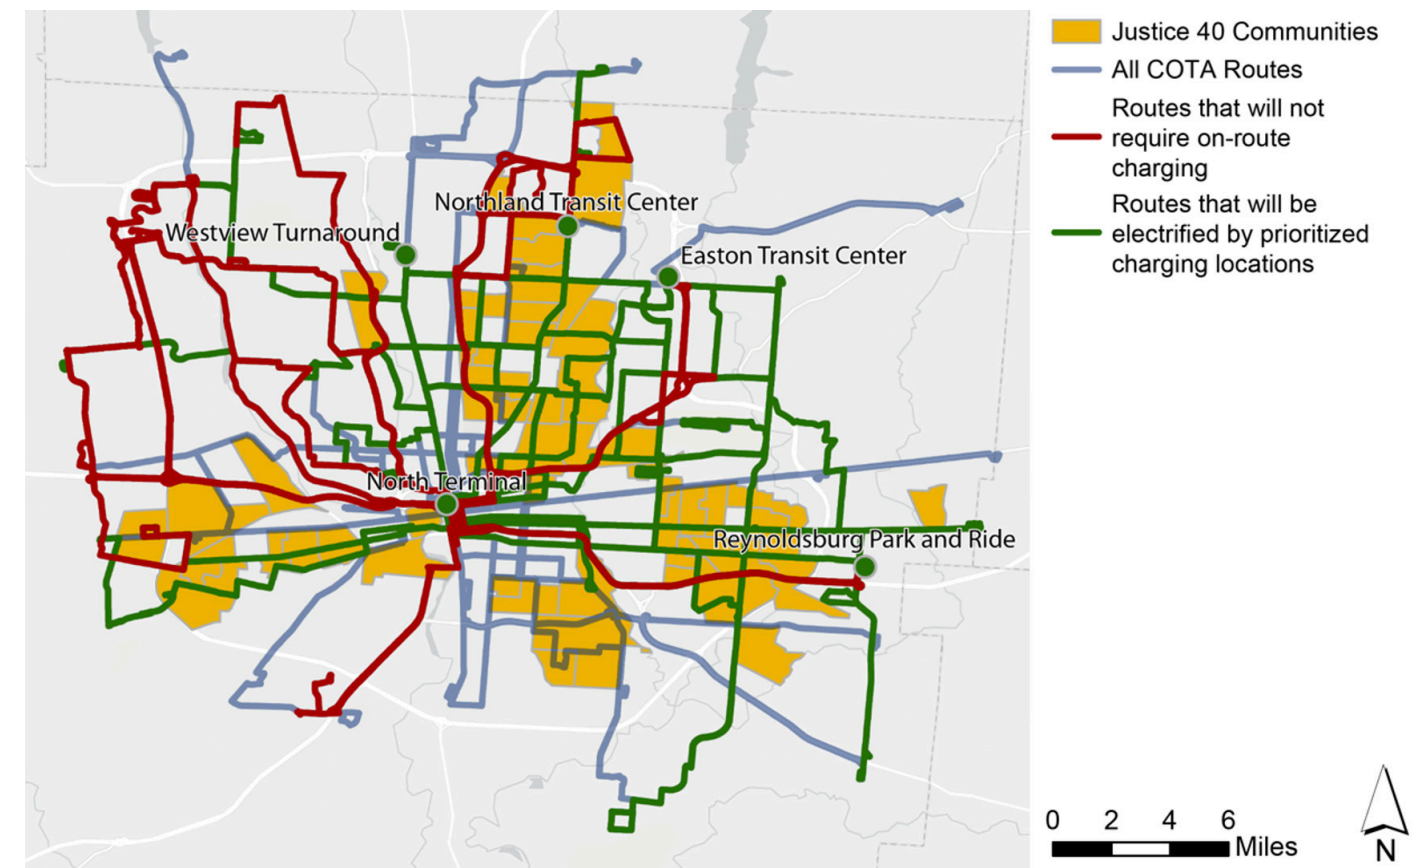 Justice 40 Communities
All COTA Routes
Routes that will not
require on-route
charging
Routes that will be
electrified by prioritized
charging locations
Northland Transit Center
Westview Turnaround
Easton Transit Center
North Terminal
Reynoldsburg Park and Ride
0 2 4 6
Miles
N